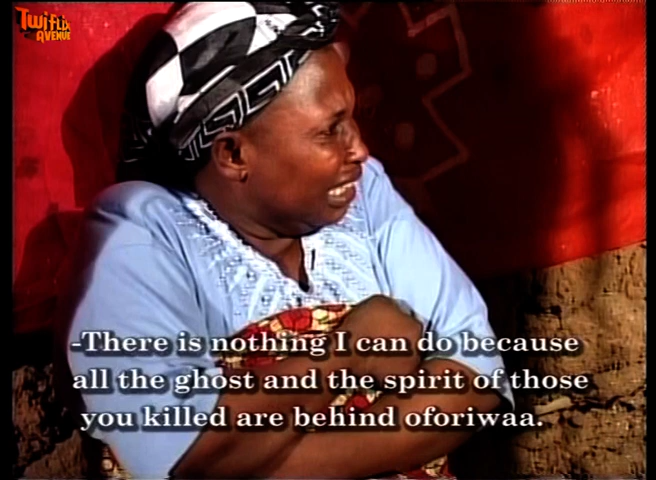 Twiflix
AVENUE
-There is nothing I can do because
all the ghost and the spirit of those
you killed are behind oforiwaa.